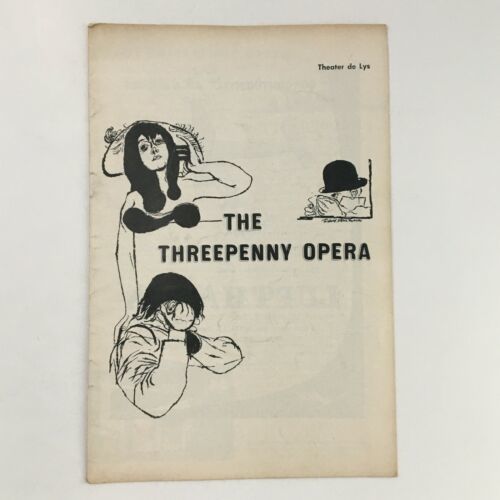 Theater de Lys
THE
THREEPENNY OPERA